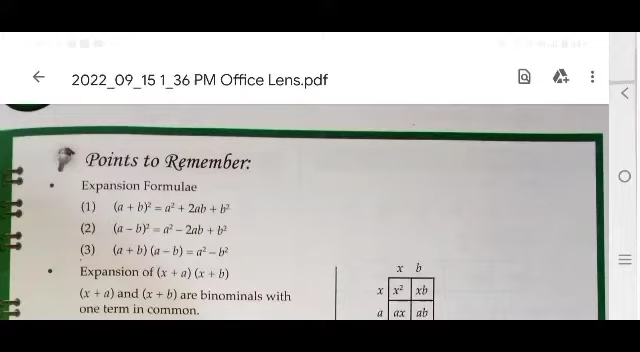 2022_09_15 1_36 PM Office Lens.pdf
Points to Remember:
• Expansion Formulae
(1) (a + b)² = a² + 2ab + b²
(2) (a – b)² = a² – 2ab + b²
(3) (a + b) (a – b) = a² – b²
• Expansion of (x + a) (x + b)
(x + a) and (x + b) are binominals with
one term in common.
x b
x x² xb
a ax ab